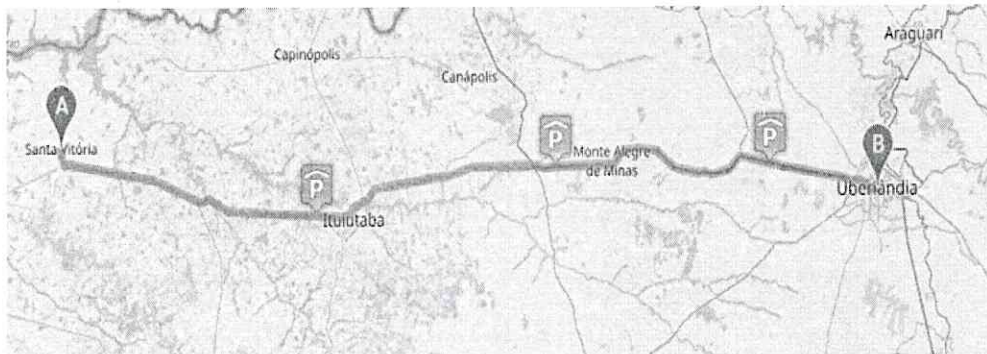 Araguari
Capinópolis
Canápolis
A
P
P
B
Santa Vitória
Monte Alegre
de Minas
P
Uberlândia
Ituiutaba